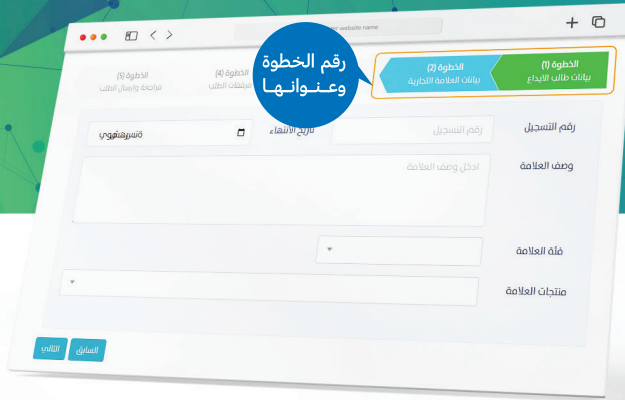 enter website name
الخطوة (1)
بيانات طالب الايداع
الخطوة (2)
بيانات العلامة التجارية
رقم الخطوة
وعنوانها
الخطوة (4)
مرفقات الطلب
الخطوة (5)
مراجعة وارسال الطلب
رقم التسجيل
رقم التسجيل
تاريخ الانتهاء
وصف العلامة
ادخل وصف العلامة
فئة العلامة
منتجات العلامة
السابق
التالي